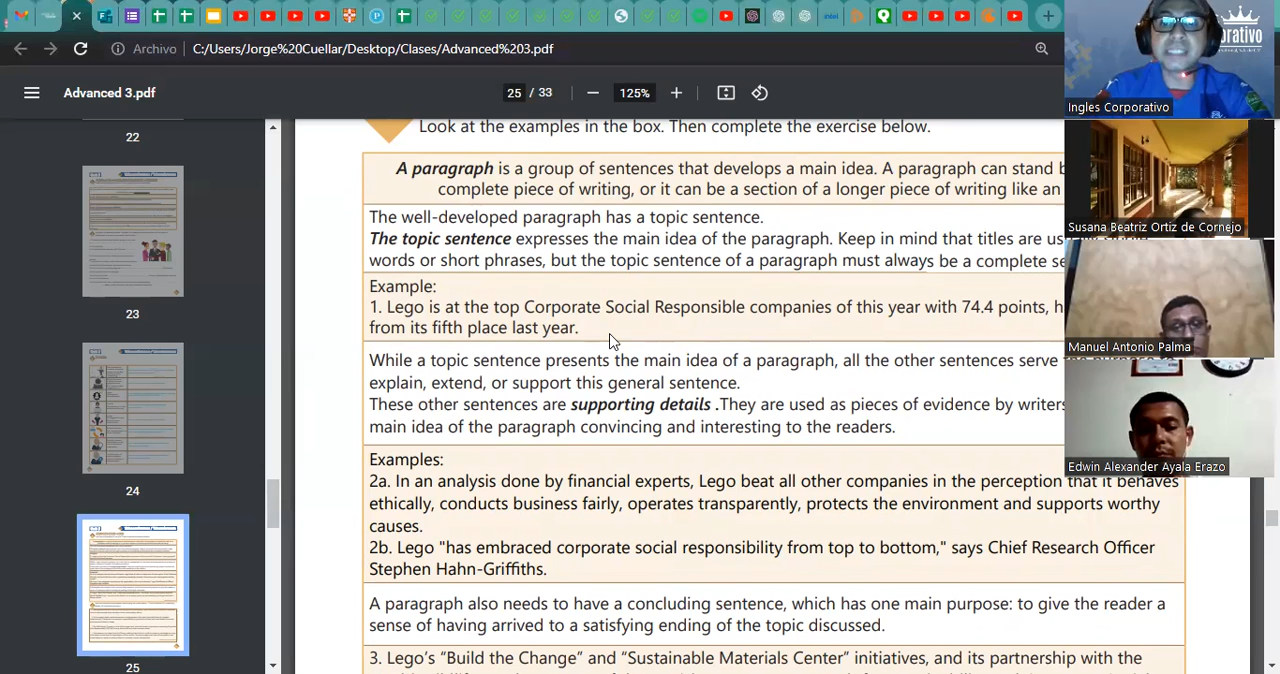 Archivo
C:/Users/Jorge%20Cuellar/Desktop/Clases/Advanced%203.pdf
Advanced 3.pdf
25 / 33
125%
22
23
24
25
Look at the examples in the box. Then complete the exercise below.
A paragraph is a group of sentences that develops a main idea. A paragraph can stand
complete piece of writing, or it can be a section of a longer piece of writing like an
The well-developed paragraph has a topic sentence.
The topic sentence expresses the main idea of the paragraph. Keep in mind that titles are
words or short phrases, but the topic sentence of a paragraph must always be a complete
Example:
1. Lego is at the top Corporate Social Responsible companies of this year with 74.4 points,
from its fifth place last year.
While a topic sentence presents the main idea of a paragraph, all the other sentences serve
explain, extend, or support this general sentence.
These other sentences are supporting details .They are used as pieces of evidence by writers
main idea of the paragraph convincing and interesting to the readers.
Examples:
2a. In an analysis done by financial experts, Lego beat all other companies in the perception that it behaves
ethically, conducts business fairly, operates transparently, protects the environment and supports worthy
causes.
2b. Lego "has embraced corporate social responsibility from top to bottom," says Chief Research Officer
Stephen Hahn-Griffiths.
A paragraph also needs to have a concluding sentence, which has one main purpose: to give the reader a
sense of having arrived to a satisfying ending of the topic discussed.
3. Lego's “Build the Change” and “Sustainable Materials Center” initiatives, and its partnership with the
Ingles Corporativo
Susana Beatriz Ortiz de Cornejo
Manuel Antonio Palma
Edwin Alexander Ayala Erazo